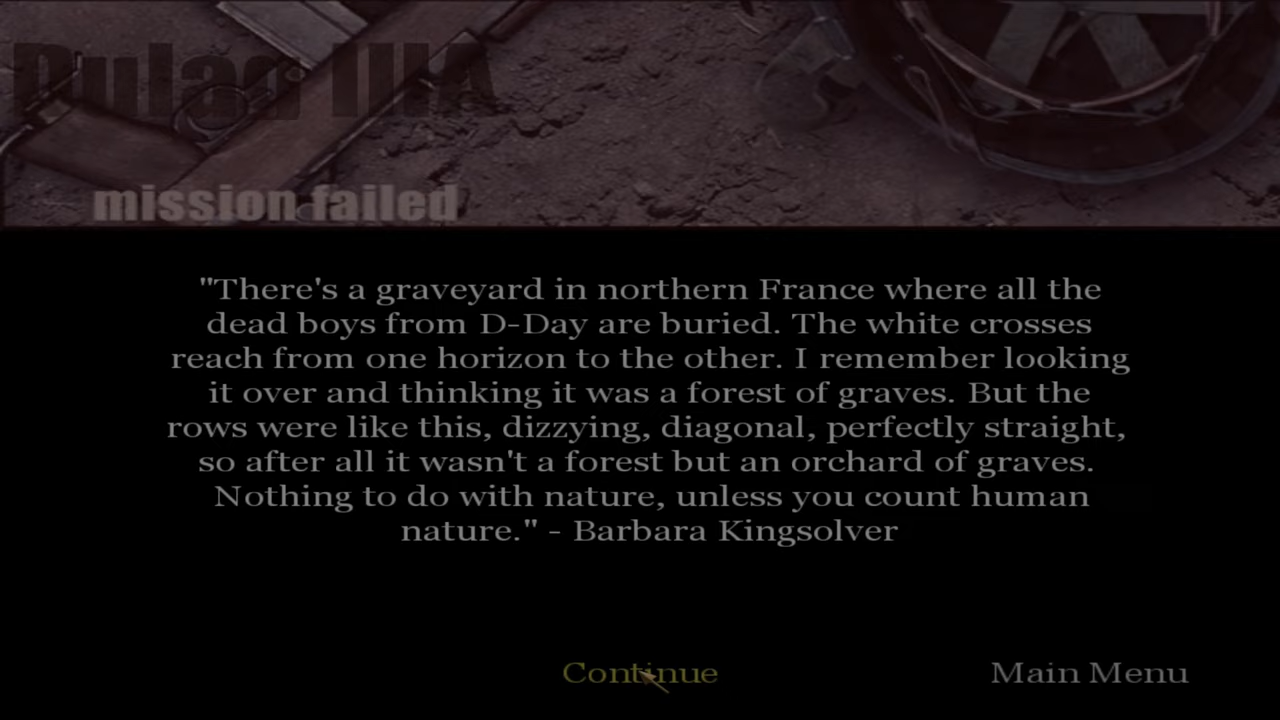 Dulag IIIA
mission failed
"There's a graveyard in northern France where all the
dead boys from D-Day are buried. The white crosses
reach from one horizon to the other. I remember looking
it over and thinking it was a forest of graves. But the
rows were like this, dizzying, diagonal, perfectly straight,
so after all it wasn't a forest but an orchard of graves.
Nothing to do with nature, unless you count human
nature." - Barbara Kingsolver
Continue
Main Menu